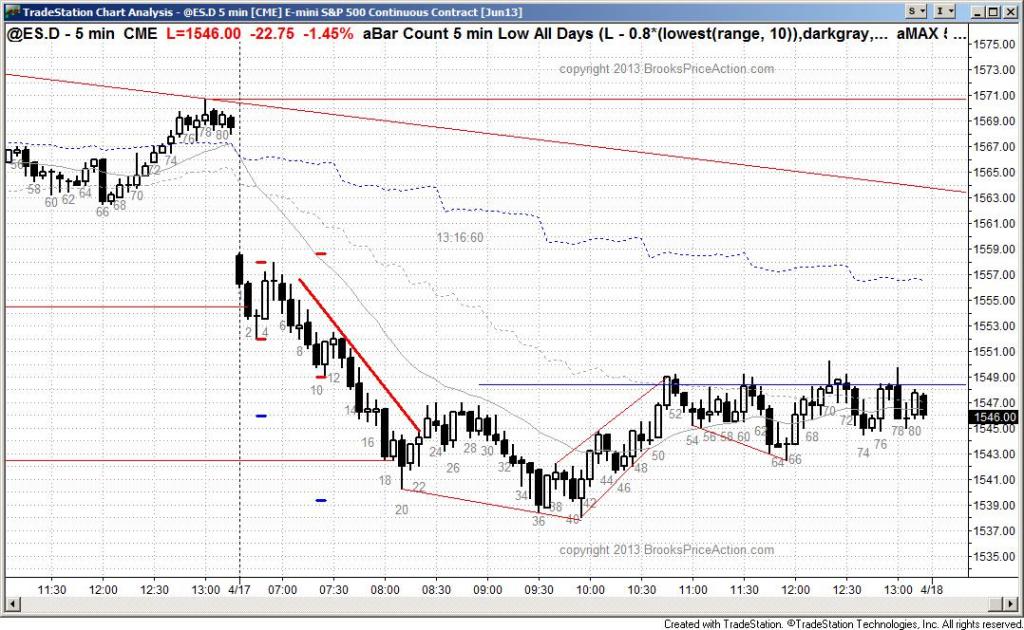 TradeStation Chart Analysis - @ES.D 5 min [CME] E-mini S&P 500 Continuous Contract [Jun13]
S I
@ES.D - 5 min CME L=1546.00 -22.75 -1.45% aBar Count 5 min Low All Days (L - 0.8*(lowest(range, 10)),darkgray,... aMAX ...
copyright 2013 BrooksPriceAction.com
1575.00
1573.00
1571.00
1569.00
1567.00
1565.00
1563.00
1561.00
1559.00
1557.00
1555.00
1553.00
1551.00
1549.00
1547.00
1546.00
1545.00
1543.00
1541.00
1539.00
1537.00
1535.00
13:16:60
56 58 60 62 64 66 68 70 72 74 76 78 80
2 4 6 8 10 12 14 16 18 20 22 24 26 28 30 32 34 36 38 40 42 44 46 48 50 52 54 56 58 60 62 64 66 68 70 72 74 76 78 80
copyright 2013 BrooksPriceAction.com
11:30 12:00 12:30 13:00 4/17 07:00 07:30 08:00 08:30 09:00 09:30 10:00 10:30 11:00 11:30 12:00 12:30 13:00 4/18
Created with TradeStation. ©TradeStation Technologies, Inc. All rights reserved.